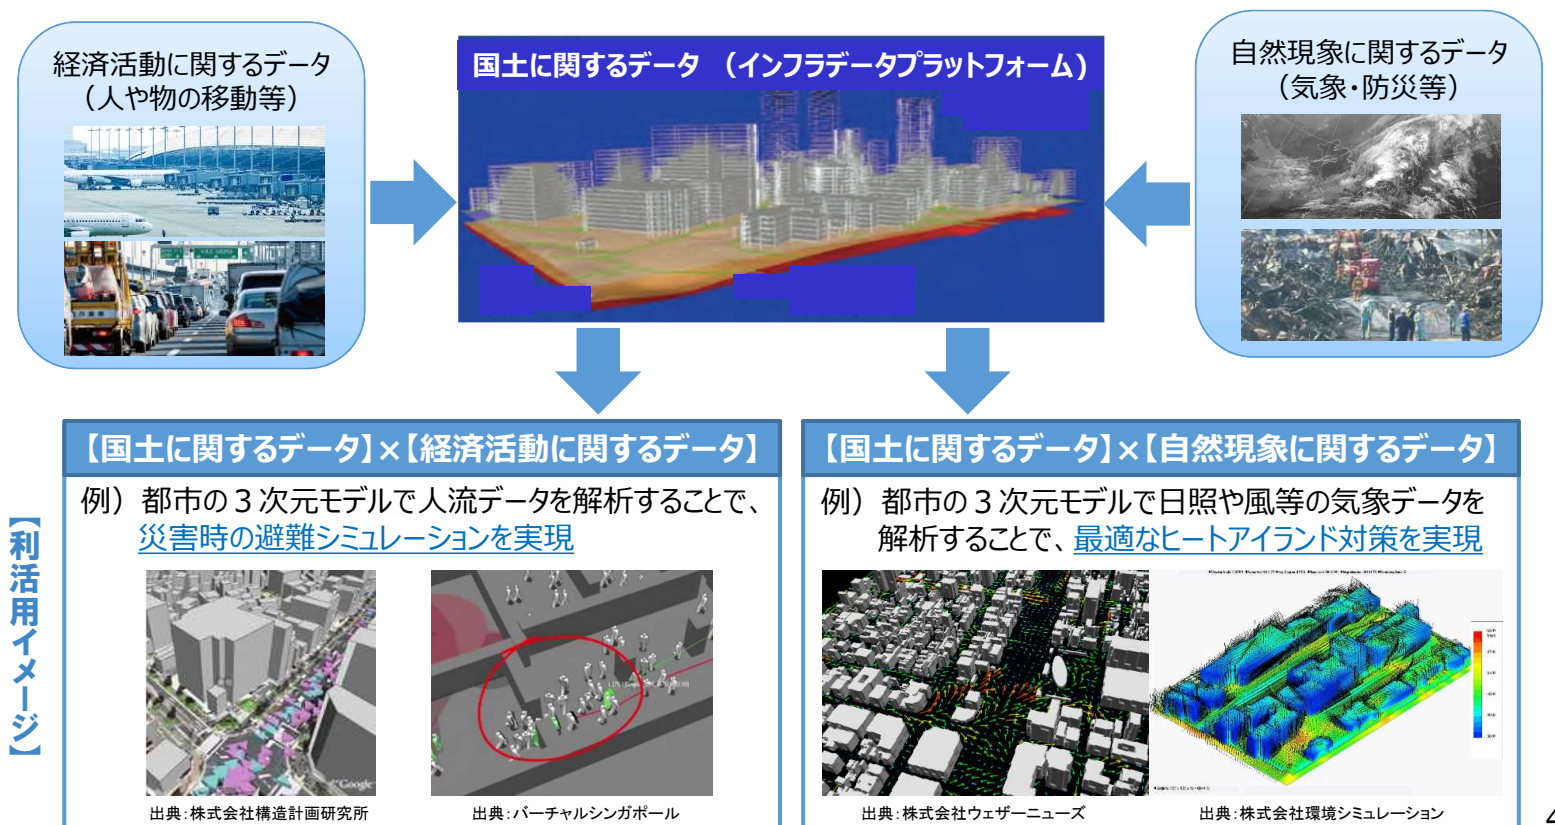 経済活動に関するデータ
（人や物の移動等）
国土に関するデータ （インフラデータプラットフォーム）
自然現象に関するデータ
（気象・防災等）
【利活用イメージ】
【国土に関するデータ】×【経済活動に関するデータ】
例）都市の３次元モデルで人流データを解析することで、
災害時の避難シミュレーションを実現
Google
出典：株式会社構造計画研究所
出典：バーチャルシンガポール
【国土に関するデータ】×【自然現象に関するデータ】
例）都市の３次元モデルで日照や風等の気象データを
解析することで、最適なヒートアイランド対策を実現
出典：株式会社ウェザーニューズ
出典：株式会社環境シミュレーション